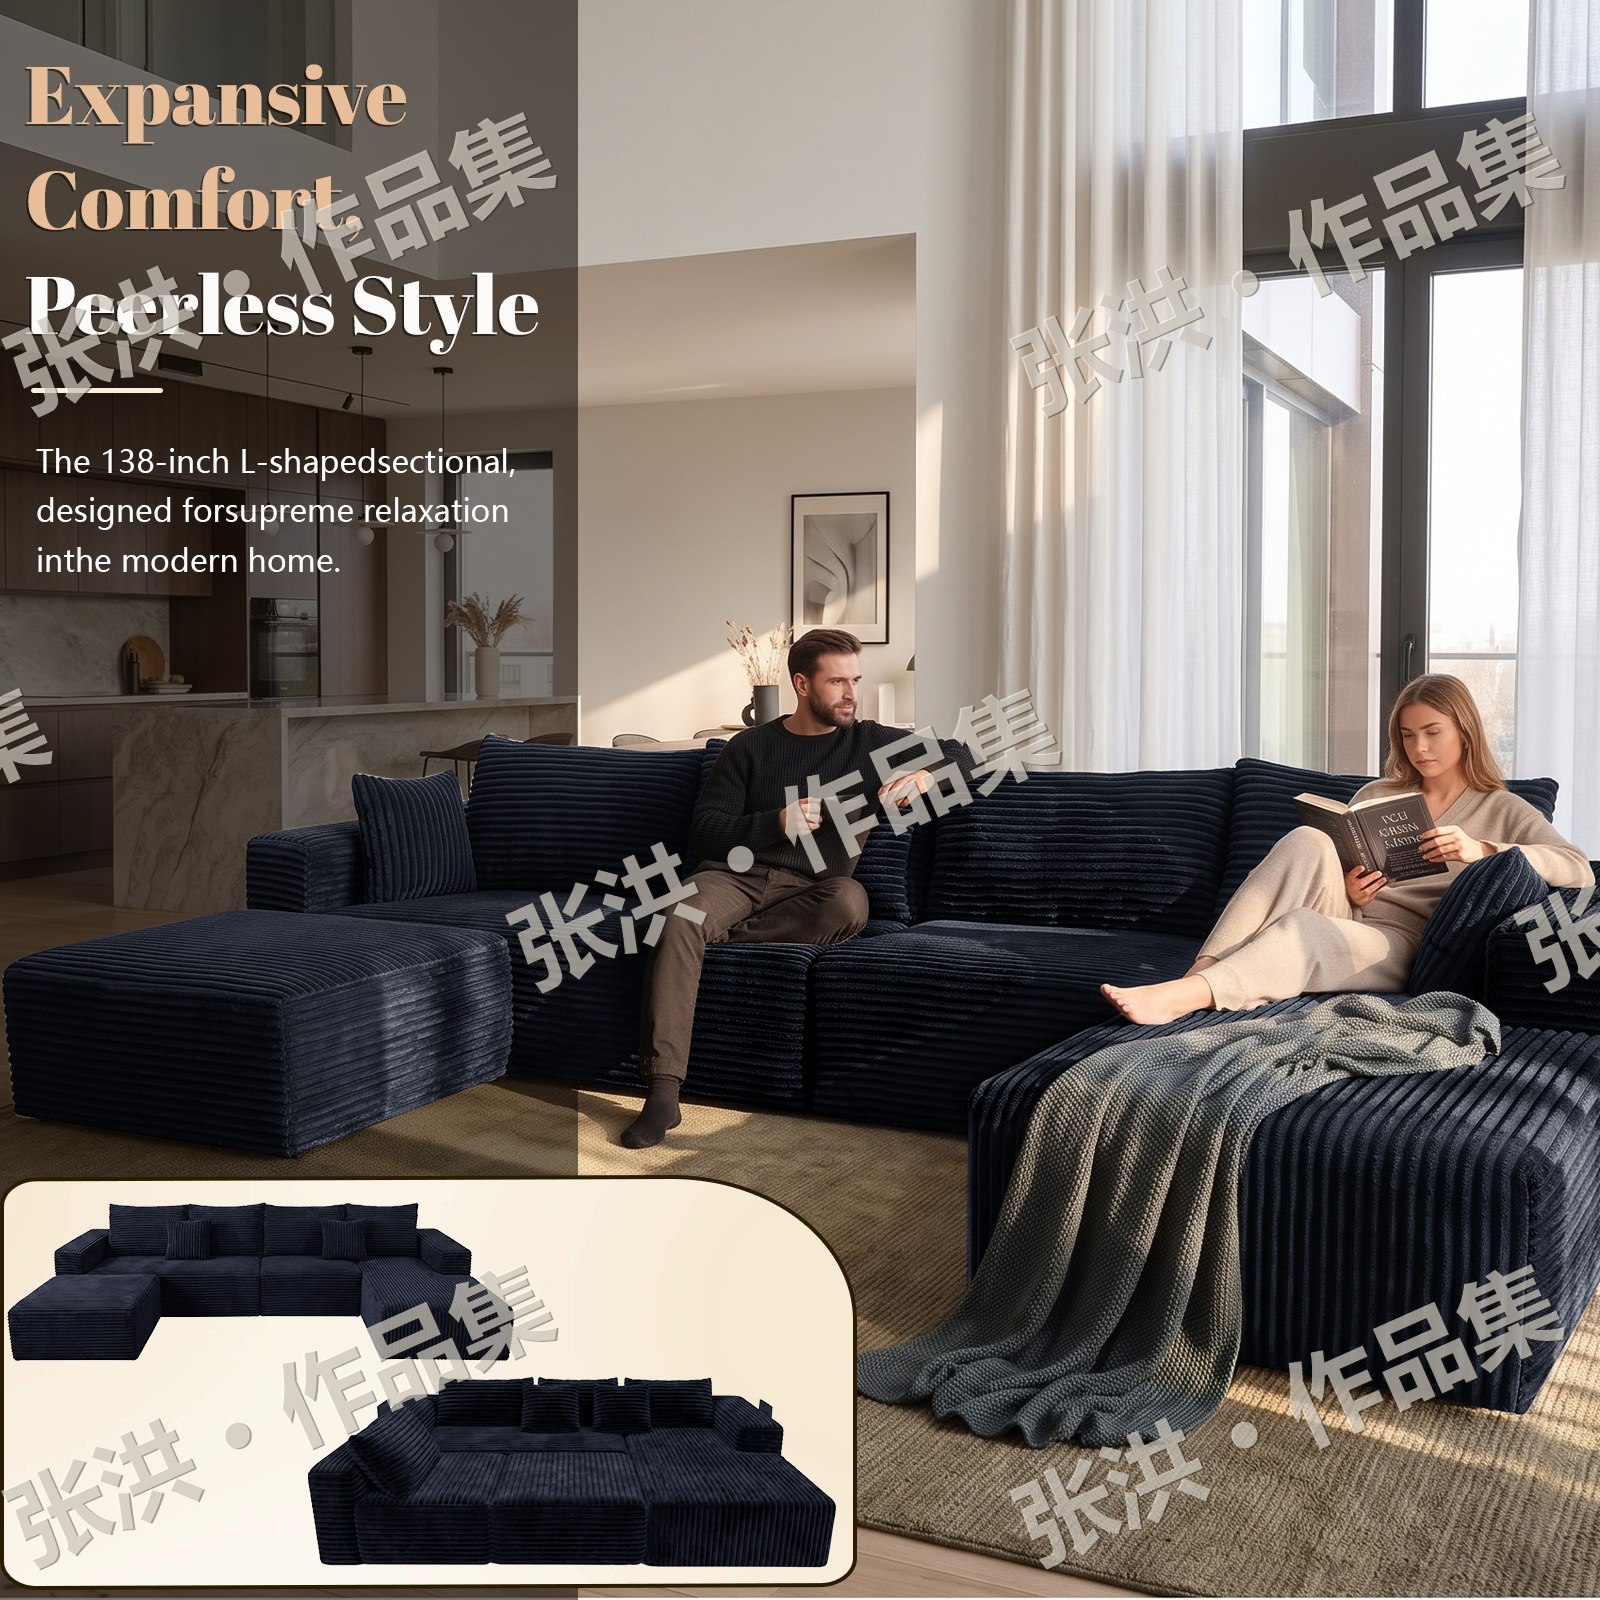 Expansive
Comfort,
Peerless Style
The 138-inch L-shapedsectional,
designed forsupreme relaxation
inthe modern home.
张洪·作品集
张洪·作品集
张洪·作品集
张洪·作品集
张洪·作品集
集
张